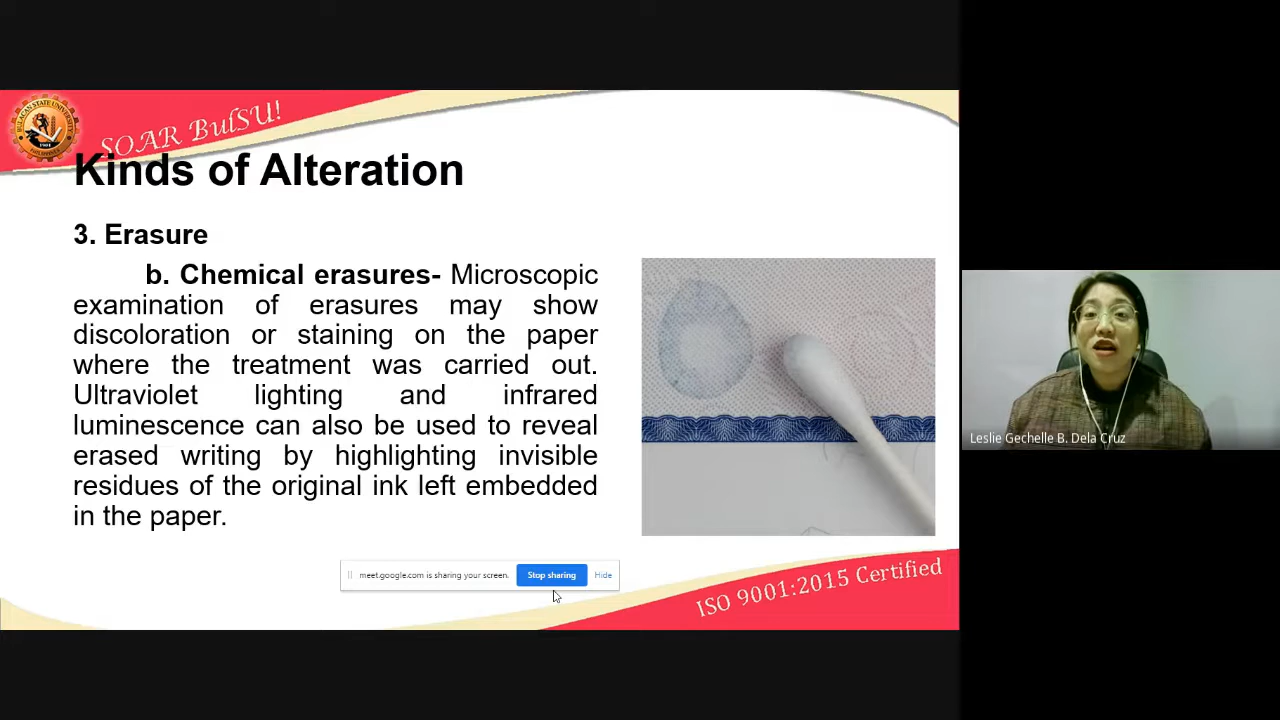 SOAR BulSU!
Kinds of Alteration
3. Erasure
b. Chemical erasures- Microscopic
examination of erasures may show
discoloration or staining on the paper
where the treatment was carried out.
Ultraviolet lighting and infrared
luminescence can also be used to reveal
erased writing by highlighting invisible
residues of the original ink left embedded
in the paper.
Leslie Gechelle B. Dela Cruz
meet.google.com is sharing your screen.
Stop sharing
Hide
ISO 9001:2015 Certified